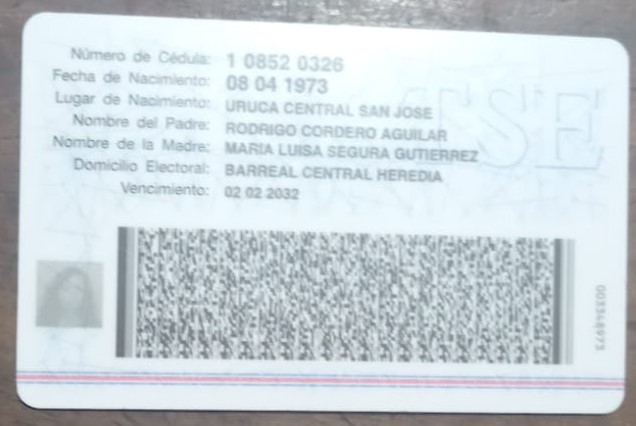 Número de Cédula: 1 0852 0326
Fecha de Nacimiento: 08 04 1973
Lugar de Nacimiento: URUCA CENTRAL SAN JOSE
Nombre del Padre: RODRIGO CORDERO AGUILAR
Nombre de la Madre: MARIA LUISA SEGURA GUTIERREZ
Domicilio Electoral: BARREAL CENTRAL HEREDIA
Vencimiento: 02 02 2032
TSE